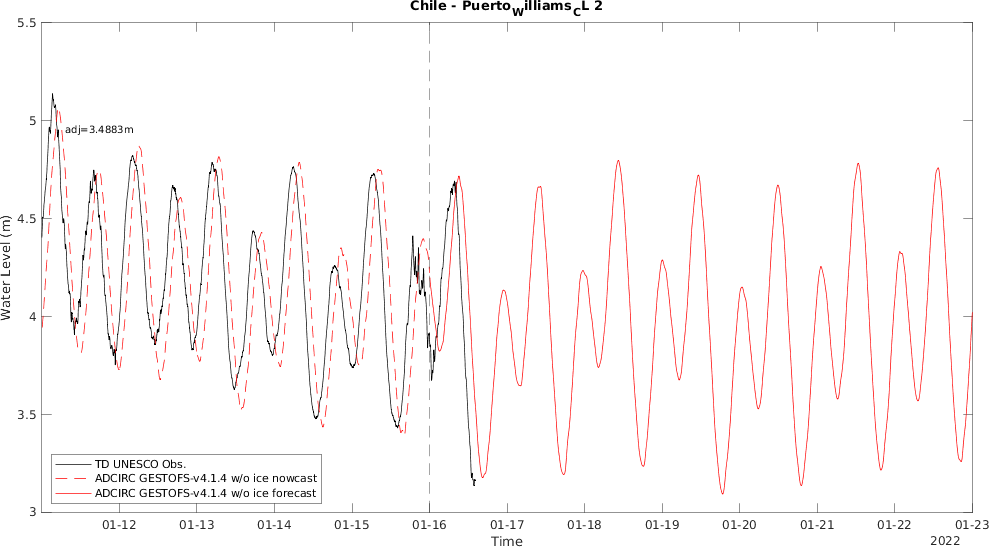 Chile - PuertoWilliamsCL 2
5.5
5
4.5
4
3.5
3
Water Level (m)
adj=3.4883m
TD UNESCO Obs.
ADCIRC GESTOFS-v4.1.4 w/o ice nowcast
ADCIRC GESTOFS-v4.1.4 w/o ice forecast
01-12 01-13 01-14 01-15 01-16 01-17 01-18 01-19 01-20 01-21 01-22 01-23
Time
2022